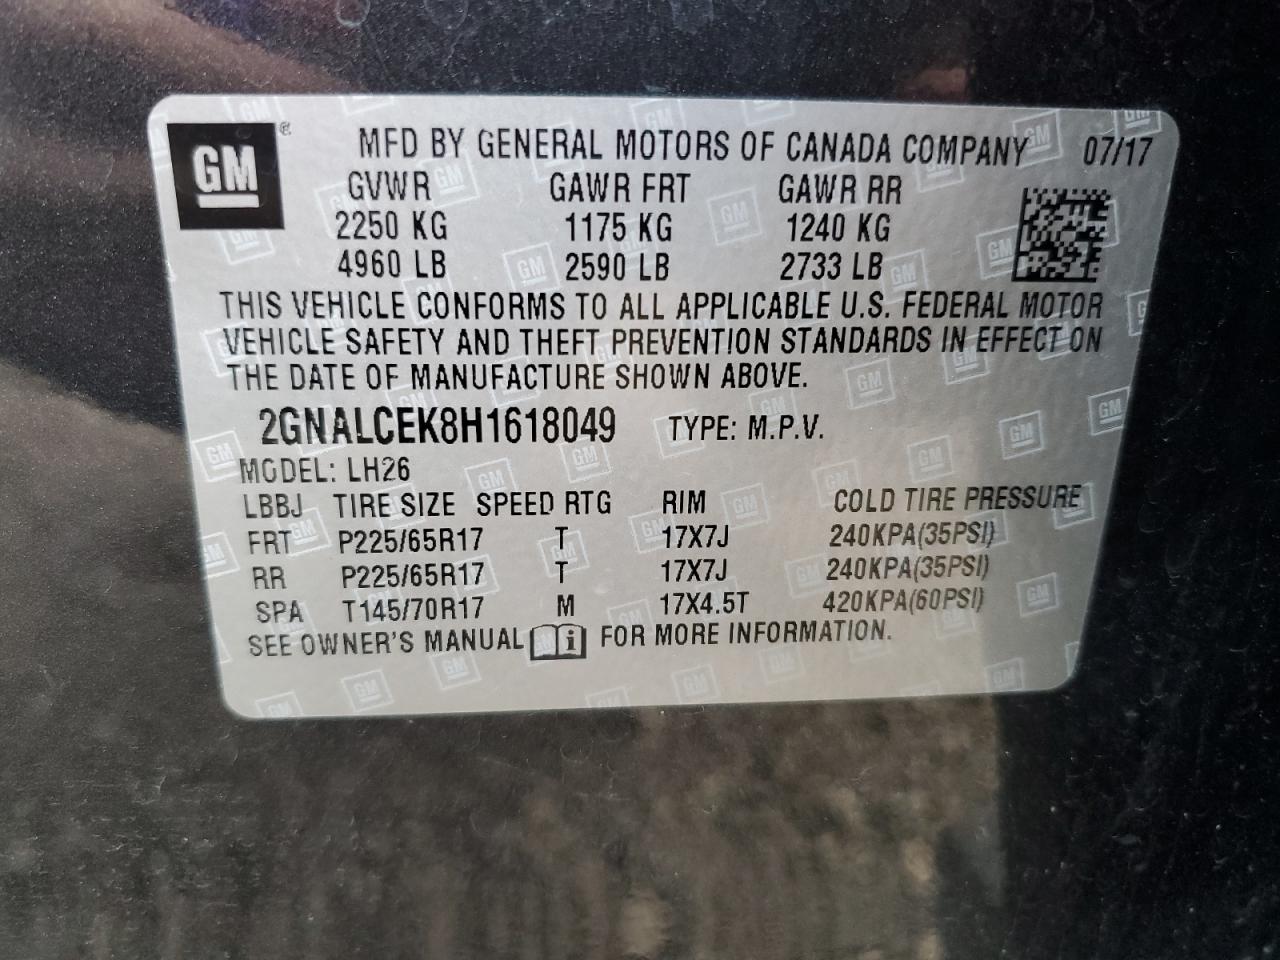 GM ®
MFD BY GENERAL MOTORS OF CANADA COMPANY 07/17
GVWR GAWR FRT GAWR RR
2250 KG 1175 KG 1240 KG
4960 LB 2590 LB 2733 LB
THIS VEHICLE CONFORMS TO ALL APPLICABLE U.S. FEDERAL MOTOR
VEHICLE SAFETY AND THEFT PREVENTION STANDARDS IN EFFECT ON
THE DATE OF MANUFACTURE SHOWN ABOVE.
2GNALCEK8H1618049 TYPE: M.P.V.
MODEL: LH26
LBBJ TIRE SIZE SPEED RTG RIM COLD TIRE PRESSURE
FRT P225/65R17 T 17X7J 240KPA(35PSI)
RR P225/65R17 T 17X7J 240KPA(35PSI)
SPA T145/70R17 M 17X4.5T 420KPA(60PSI)
SEE OWNER'S MANUAL i FOR MORE INFORMATION.